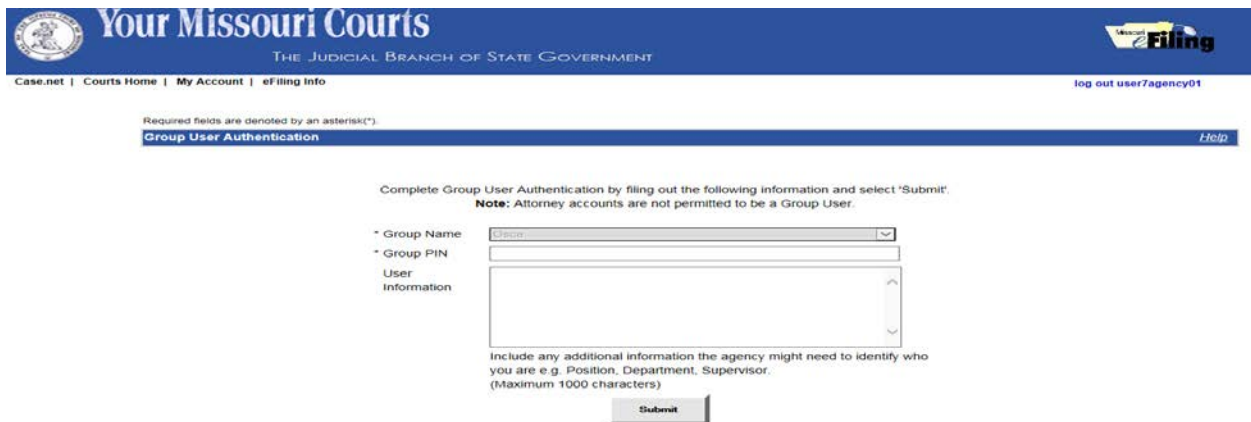 Your Missouri Courts
THE JUDICIAL BRANCH OF STATE GOVERNMENT
Missouri eFiling
Case.net | Courts Home | My Account | eFiling Info
log out user7agency01
Required fields are denoted by an asterisk(*).
Group User Authentication
Help
Complete Group User Authentication by filing out the following information and select 'Submit'.
Note: Attorney accounts are not permitted to be a Group User.
* Group Name
Osca
* Group PIN
User
Information
Include any additional information the agency might need to identify who
you are e.g. Position, Department, Supervisor.
(Maximum 1000 characters)
Submit